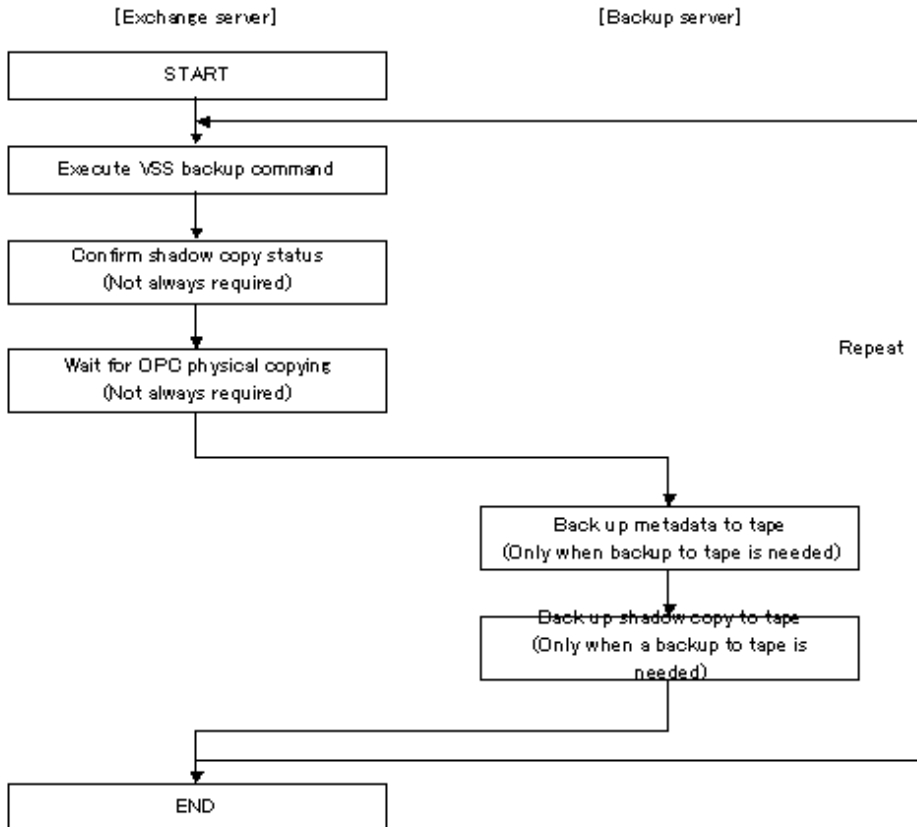 [Exchange server]
[Backup server]
START
Execute VSS backup command
Confirm shadow copy status
(Not always required)
Wait for OPC physical copying
(Not always required)
Repeat
Back up metadata to tape
(Only when backup to tape is needed)
Back up shadow copy to tape
(Only when a backup to tape is
needed)
END